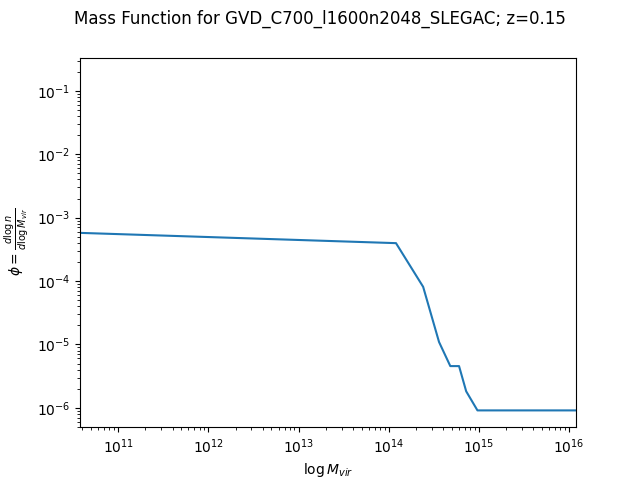 Mass Function for GVD_C700_l1600n2048_SLEGAC; z=0.15
10⁻¹
10⁻²
10⁻³
10⁻⁴
10⁻⁵
10⁻⁶
ϕ = d log n / d log M_vir
10¹¹ 10¹² 10¹³ 10¹⁴ 10¹⁵ 10¹⁶
log M_vir